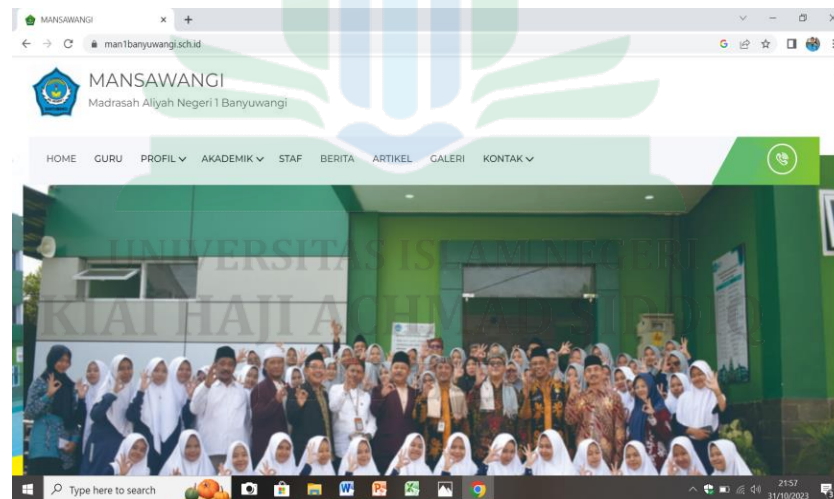 MANSAWANGI
man1banyuwangi.sch.id
MANSAWANGI
Madrasah Aliyah Negeri 1 Banyuwangi
HOME GURU PROFIL AKADEMIK STAF BERITA ARTIKEL GALERI KONTAK
UNIVERSITAS ISLAM NEGERI
KIAI HAJI ACHMAD SIDDIQ
Type here to search
21:57
31/10/2023